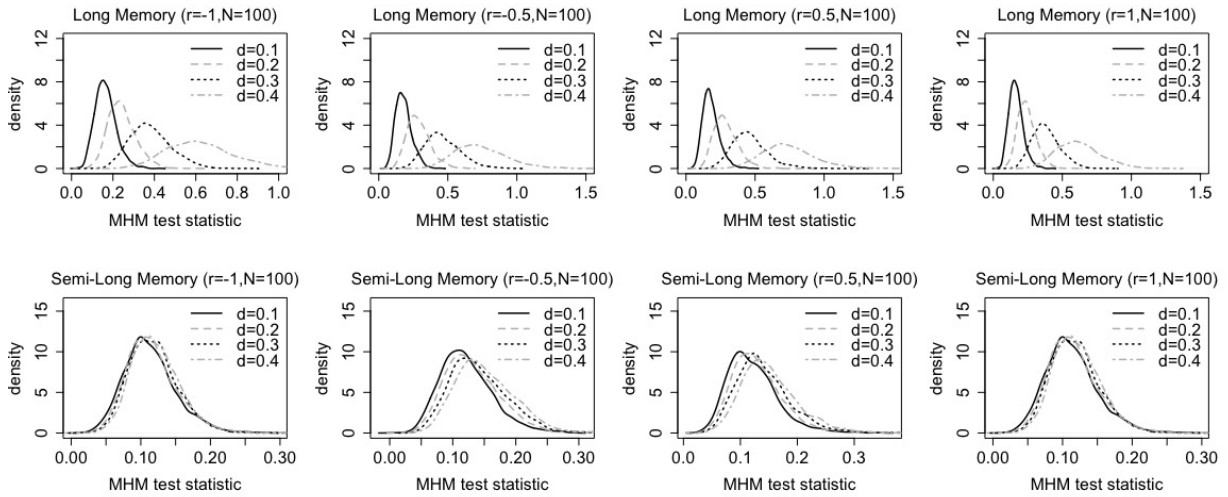 Long Memory (r=-1,N=100)
density
12
8
4
0
d=0.1
d=0.2
d=0.3
d=0.4
0.0 0.2 0.4 0.6 0.8 1.0
MHM test statistic
Long Memory (r=-0.5,N=100)
density
12
8
4
0
d=0.1
d=0.2
d=0.3
d=0.4
0.0 0.5 1.0 1.5
MHM test statistic
Long Memory (r=0.5,N=100)
density
12
8
4
0
d=0.1
d=0.2
d=0.3
d=0.4
0.0 0.5 1.0 1.5
MHM test statistic
Long Memory (r=1,N=100)
density
12
8
4
0
d=0.1
d=0.2
d=0.3
d=0.4
0.0 0.5 1.0 1.5
MHM test statistic
Semi-Long Memory (r=-1,N=100)
density
15
10
5
0
d=0.1
d=0.2
d=0.3
d=0.4
0.00 0.10 0.20 0.30
MHM test statistic
Semi-Long Memory (r=-0.5,N=100)
density
15
10
5
0
d=0.1
d=0.2
d=0.3
d=0.4
0.00 0.10 0.20 0.30
MHM test statistic
Semi-Long Memory (r=0.5,N=100)
density
15
10
5
0
d=0.1
d=0.2
d=0.3
d=0.4
0.0 0.1 0.2 0.3
MHM test statistic
Semi-Long Memory (r=1,N=100)
density
15
10
5
0
d=0.1
d=0.2
d=0.3
d=0.4
0.00 0.10 0.20 0.30
MHM test statistic